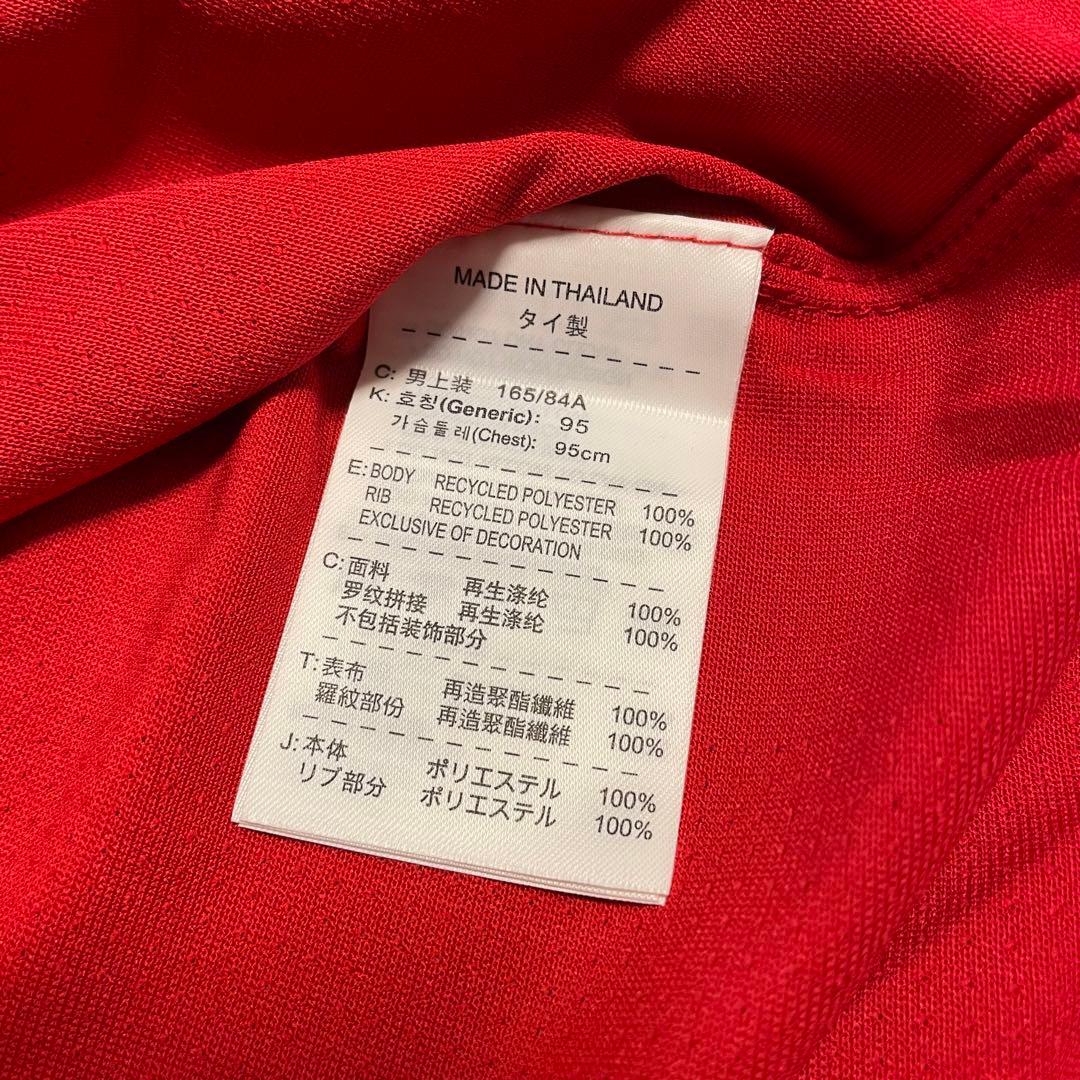 MADE IN THAILAND
タイ製
C: 男上装 165/84A
K: 호칭(Generic): 95
가슴둘레(Chest): 95cm
E: BODY RECYCLED POLYESTER 100%
RIB RECYCLED POLYESTER 100%
EXCLUSIVE OF DECORATION
C: 面料 再生涤纶 100%
罗纹拼接 再生涤纶 100%
不包括装饰部分
T: 表布 再造聚酯纖維 100%
羅紋部份 再造聚酯纖維 100%
J: 本体 ポリエステル 100%
リブ部分 ポリエステル 100%